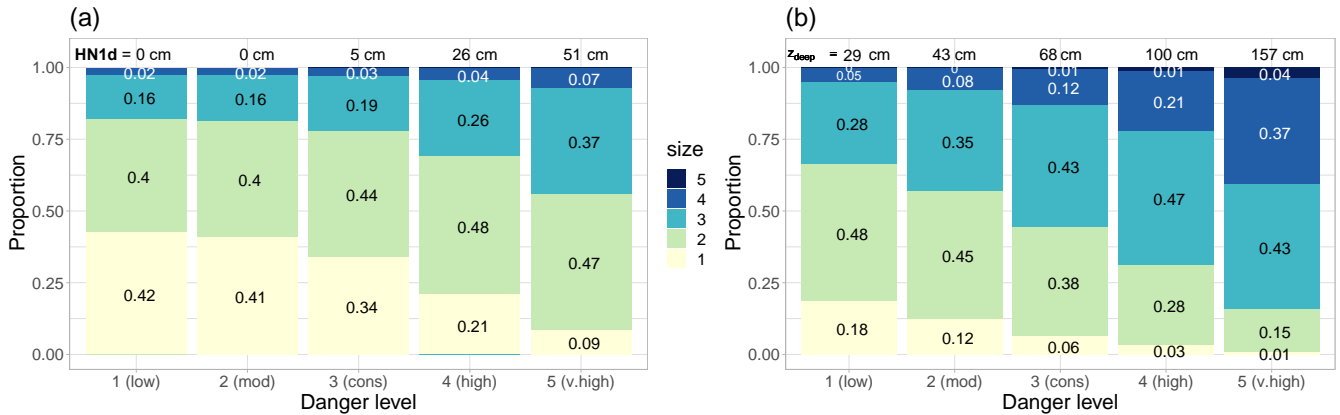 (a)
HN1d = 0 cm 0 cm 5 cm 26 cm 51 cm
1.00
0.75
0.50
0.25
0.00
Proportion
0.02 0.02 0.03 0.04 0.07
0.16 0.16 0.19 0.26 0.37
0.4 0.4 0.44 0.48 0.47
0.42 0.41 0.34 0.21 0.09
1 (low) 2 (mod) 3 (cons) 4 (high) 5 (v.high)
Danger level
size
5
4
3
2
1
(b)
z_deep = 29 cm 43 cm 68 cm 100 cm 157 cm
1.00
0.75
0.50
0.25
0.00
Proportion
0 0 0.01 0.01 0.04
0.05 0.08 0.12 0.21 0.37
0.28 0.35 0.43 0.47 0.43
0.48 0.45 0.38 0.28 0.15
0.18 0.12 0.06 0.03 0.01
1 (low) 2 (mod) 3 (cons) 4 (high) 5 (v.high)
Danger level